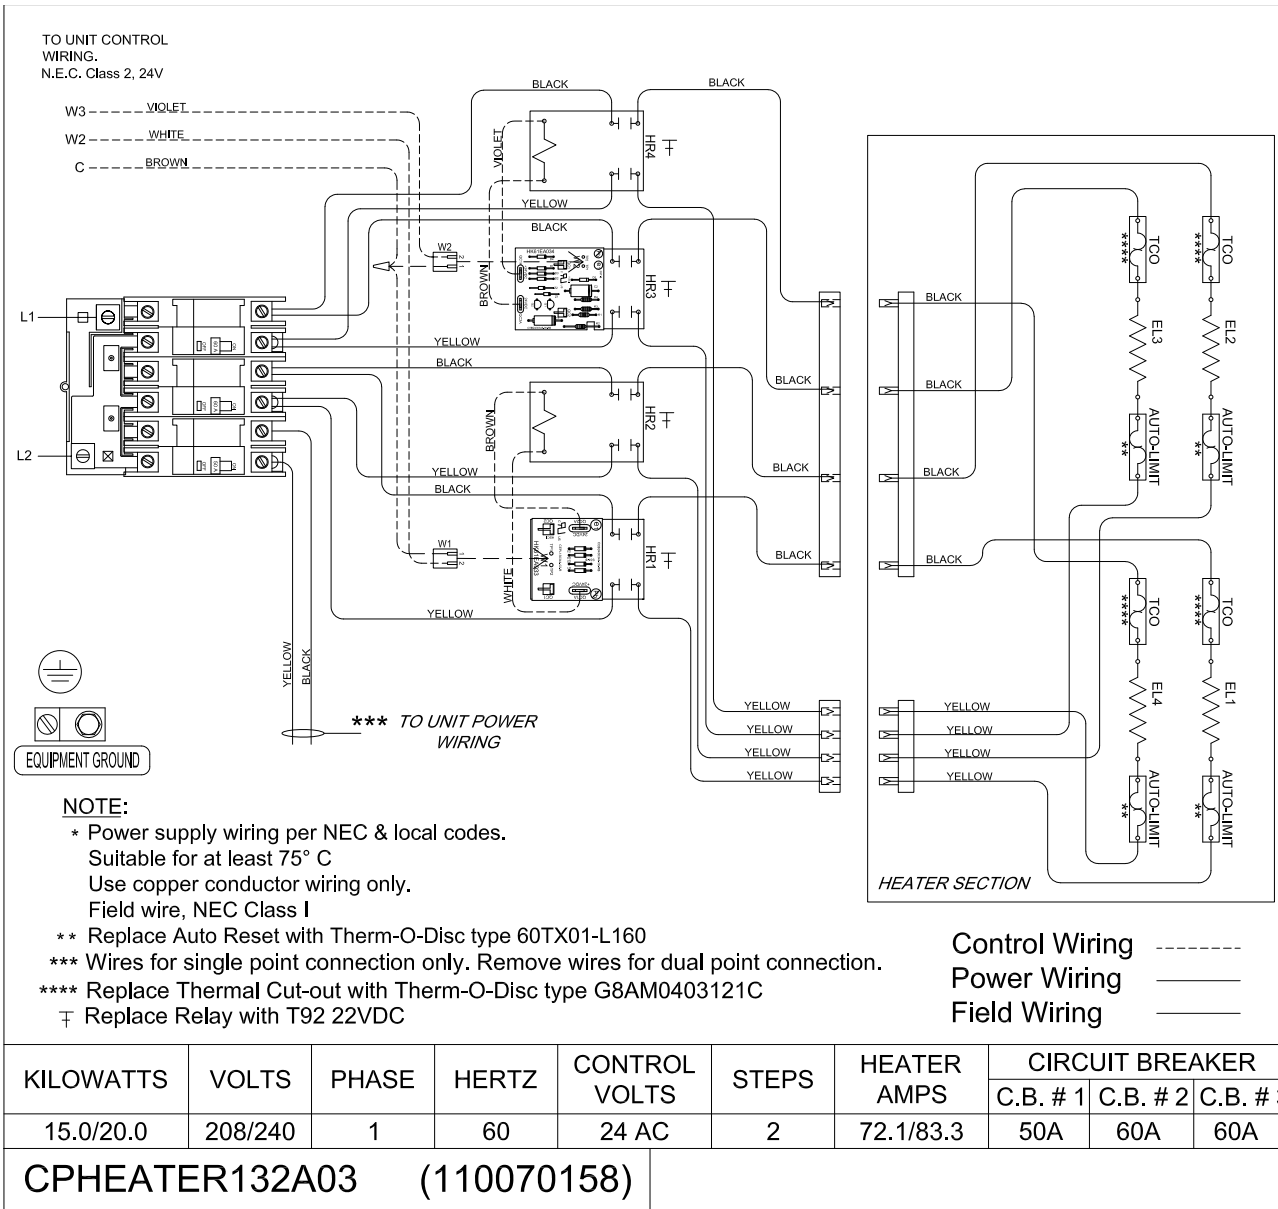 TO UNIT CONTROL
WIRING.
N.E.C. Class 2, 24V
W3
VIOLET
W2
WHITE
C
BROWN
BLACK
BLACK
VIOLET
HR4
YELLOW
BLACK
W2
HK61EA004
BROWN
HR3
L1
YELLOW
BLACK
BLACK
BLACK
BLACK
TCO
****
TCO
****
EL3
EL2
BLACK
BROWN
HR2
AUTO-LIMIT
**
AUTO-LIMIT
**
L2
YELLOW
BLACK
BLACK
BLACK
W1
WHITE
HR1
BLACK
BLACK
YELLOW
TCO
****
TCO
****
YELLOW
BLACK
EL4
EL1
YELLOW
YELLOW
YELLOW
YELLOW
YELLOW
YELLOW
YELLOW
YELLOW
AUTO-LIMIT
**
AUTO-LIMIT
**
*** TO UNIT POWER
WIRING
EQUIPMENT GROUND
HEATER SECTION
NOTE:
* Power supply wiring per NEC & local codes.
Suitable for at least 75° C
Use copper conductor wiring only.
Field wire, NEC Class I
** Replace Auto Reset with Therm-O-Disc type 60TX01-L160
*** Wires for single point connection only. Remove wires for dual point connection.
**** Replace Thermal Cut-out with Therm-O-Disc type G8AM0403121C
Replace Relay with T92 22VDC
Control Wiring
Power Wiring
Field Wiring
KILOWATTS VOLTS PHASE HERTZ CONTROL VOLTS STEPS HEATER AMPS CIRCUIT BREAKER
C.B. # 1 C.B. # 2 C.B. #
15.0/20.0 208/240 1 60 24 AC 2 72.1/83.3 50A 60A 60A
CPHEATER132A03 (110070158)